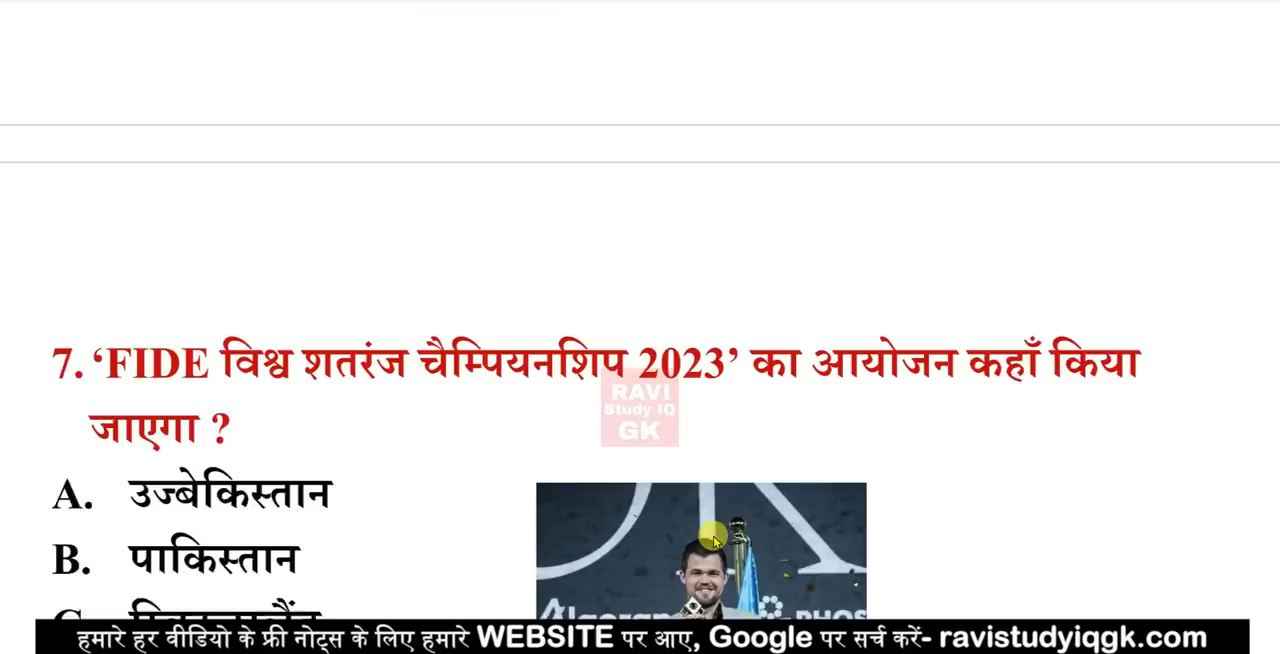 7. ‘FIDE विश्व शतरंज चैम्पियनशिप 2023’ का आयोजन कहाँ किया
जाएगा ?
RAVI
Study IQ
GK
A. उज्बेकिस्तान
B. पाकिस्तान
हमारे हर वीडियो के फ्री नोट्स के लिए हमारे WEBSITE पर आए, Google पर सर्च करें- ravistudyiqgk.com